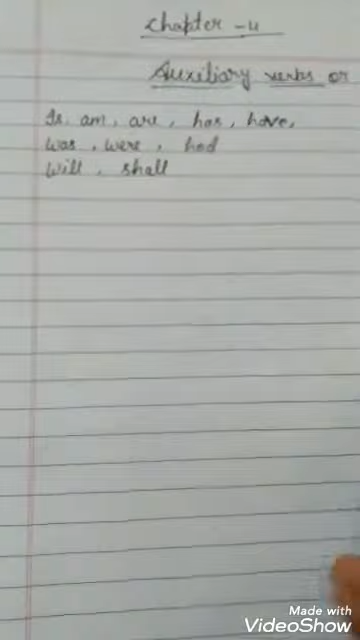 Chapter - 4
Auxiliary verbs or
Is, am, are, has, have,
was, were, had
Will, shall
Made with
VideoShow